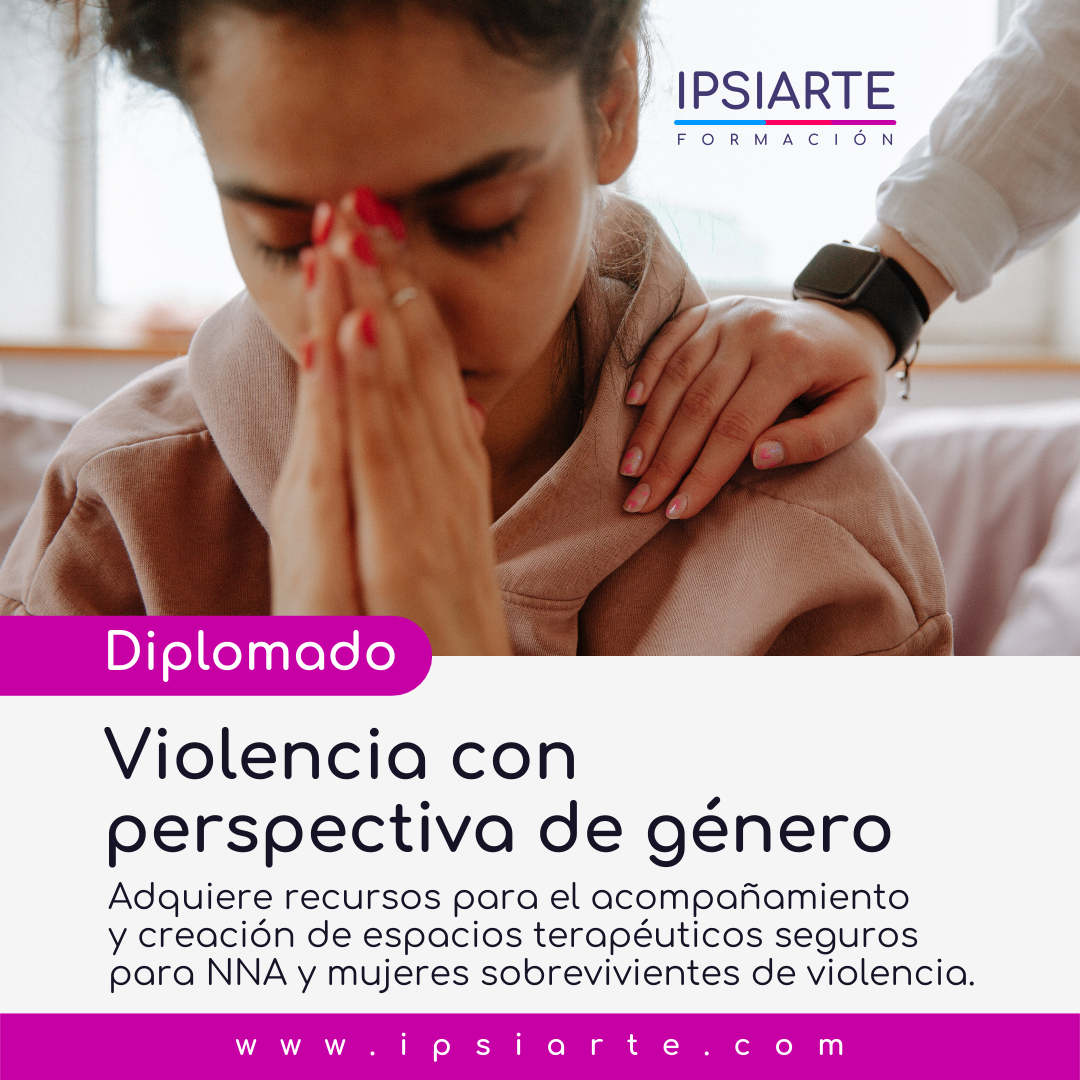 IPSIARTE
FORMACIÓN
Diplomado
Violencia con
perspectiva de género
Adquiere recursos para el acompañamiento
y creación de espacios terapéuticos seguros
para NNA y mujeres sobrevivientes de violencia.
www.ipsiarte.com